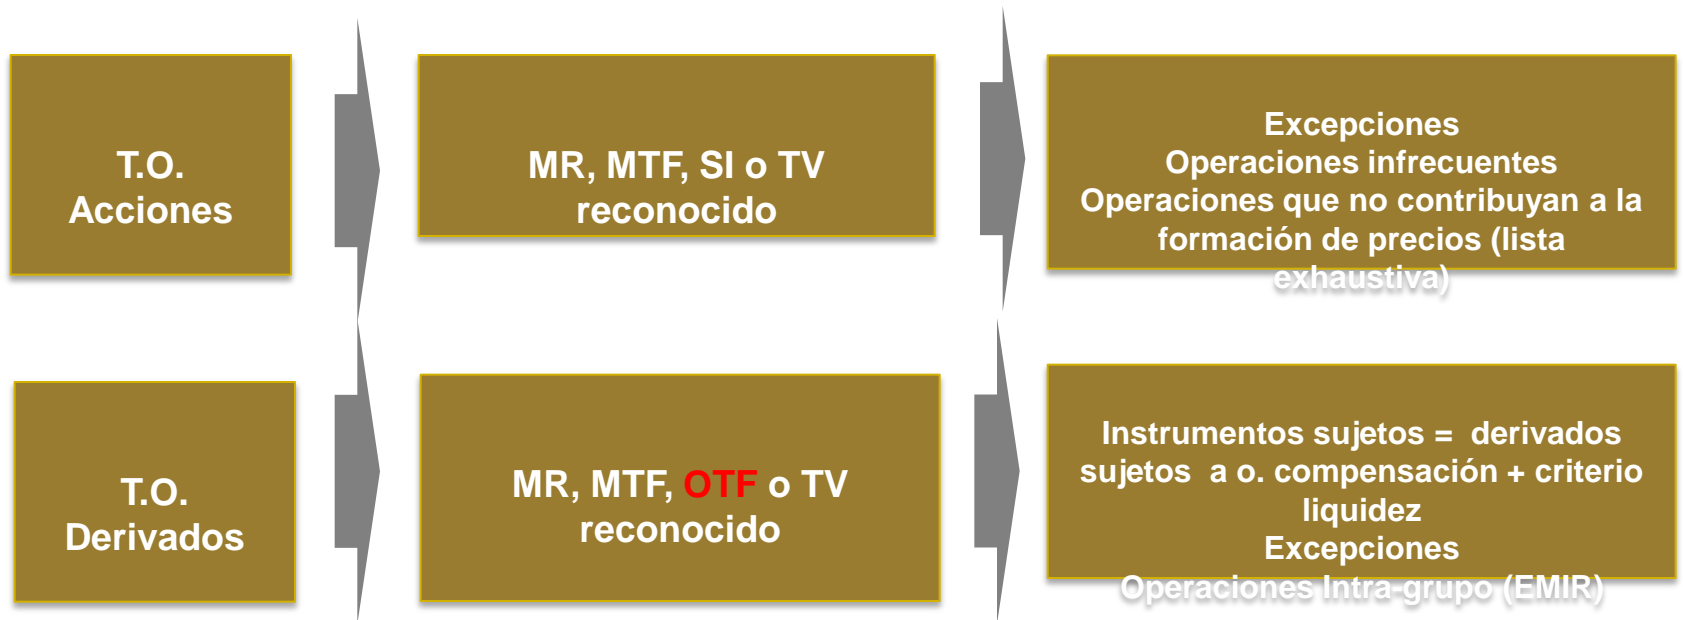 T.O.
Acciones
MR, MTF, SI o TV
reconocido
Excepciones
Operaciones infrecuentes
Operaciones que no contribuyan a la
formación de precios (lista
exhaustiva)
T.O.
Derivados
MR, MTF, OTF o TV
reconocido
Instrumentos sujetos = derivados
sujetos a o. compensación + criterio
liquidez
Excepciones
Operaciones Intra-grupo (EMIR)